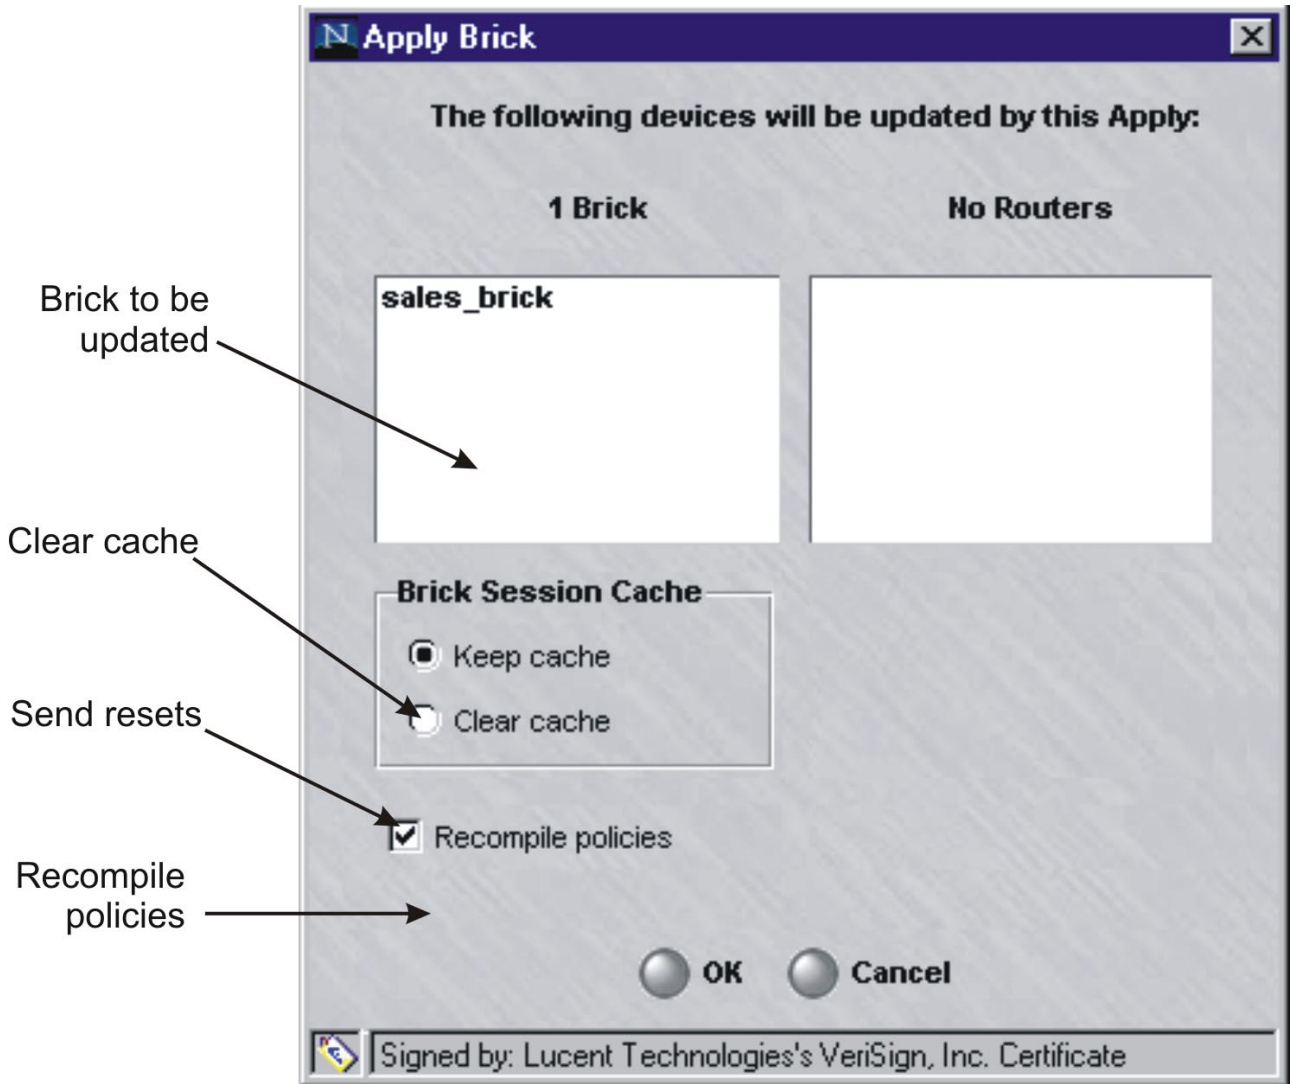 N Apply Brick
The following devices will be updated by this Apply:
1 Brick No Routers
Brick to be
updated
sales_brick
Clear cache
Brick Session Cache
Keep cache
Send resets
Clear cache
Recompile policies
Recompile
policies
OK Cancel
Signed by: Lucent Technologies's VeriSign, Inc. Certificate